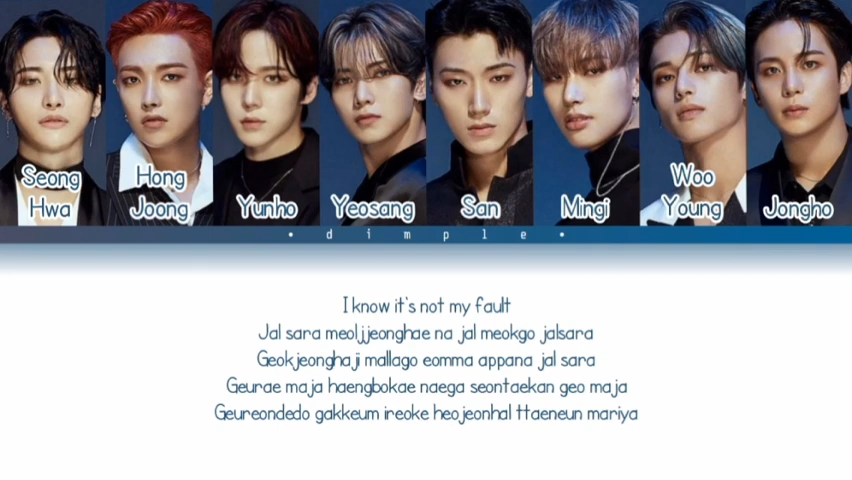 Seong
Hwa
Hong
Joong
Yunho
Yeosang
San
Mingi
Woo
Young
Jongho
• d i m p l e •
I know it's not my fault
Jal sara meoljjeonghae na jal meokgo jalsara
Geokjeonghaji mallago eomma appana jal sara
Geurae maja haengbokae naega seontaekan geo maja
Geureondedo gakkeum ireoke heojeonhal ttaeneun mariya